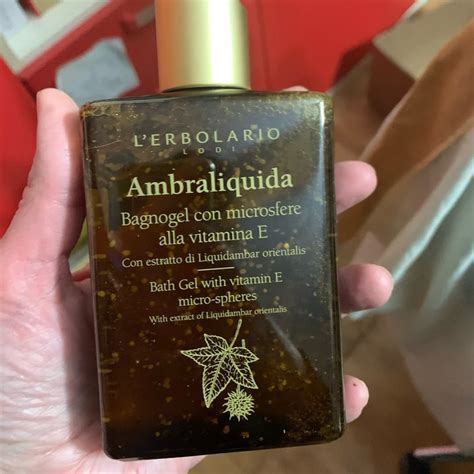 L'ERBOLARIO
LODI
Ambraliquida
Bagnogel con microsfere
alla vitamina E
Con estratto di Liquidambar orientalis
Bath Gel with vitamin E
micro-spheres
With extract of Liquidambar orientalis